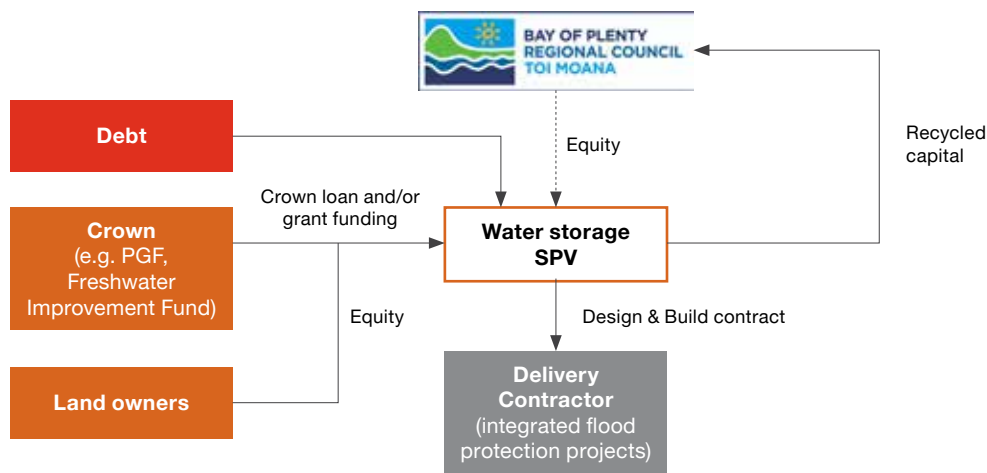 BAY OF PLENTY
REGIONAL COUNCIL
TOI MOANA
Debt
Equity
Recycled
capital
Crown loan and/or
grant funding
Crown
(e.g. PGF,
Freshwater
Improvement Fund)
Water storage
SPV
Equity
Design & Build contract
Land owners
Delivery
Contractor
(integrated flood
protection projects)